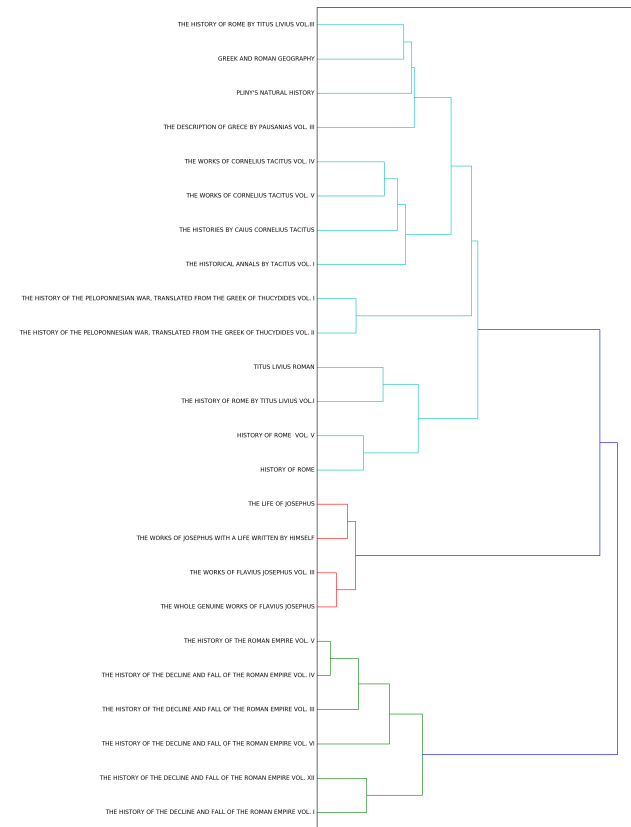 THE HISTORY OF ROME BY TITUS LIVIUS VOL.III
GREEK AND ROMAN GEOGRAPHY
PLINY'S NATURAL HISTORY
THE DESCRIPTION OF GRECE BY PAUSANIAS VOL. III
THE WORKS OF CORNELIUS TACITUS VOL. IV
THE WORKS OF CORNELIUS TACITUS VOL. V
THE HISTORIES BY CAIUS CORNELIUS TACITUS
THE HISTORICAL ANNALS BY TACITUS VOL. I
THE HISTORY OF THE PELOPONNESIAN WAR, TRANSLATED FROM THE GREEK OF THUCYDIDES VOL. I
THE HISTORY OF THE PELOPONNESIAN WAR, TRANSLATED FROM THE GREEK OF THUCYDIDES VOL. II
TITUS LIVIUS ROMAN
THE HISTORY OF ROME BY TITUS LIVIUS VOL.I
HISTORY OF ROME  VOL. V
HISTORY OF ROME
THE LIFE OF JOSEPHUS
THE WORKS OF JOSEPHUS WITH A LIFE WRITTEN BY HIMSELF
THE WORKS OF FLAVIUS JOSEPHUS VOL. III
THE WHOLE GENUINE WORKS OF FLAVIUS JOSEPHUS
THE HISTORY OF THE ROMAN EMPIRE VOL. V
THE HISTORY OF THE DECLINE AND FALL OF THE ROMAN EMPIRE VOL. IV
THE HISTORY OF THE DECLINE AND FALL OF THE ROMAN EMPIRE VOL. III
THE HISTORY OF THE DECLINE AND FALL OF THE ROMAN EMPIRE VOL. VI
THE HISTORY OF THE DECLINE AND FALL OF THE ROMAN EMPIRE VOL. XII
THE HISTORY OF THE DECLINE AND FALL OF THE ROMAN EMPIRE VOL. I